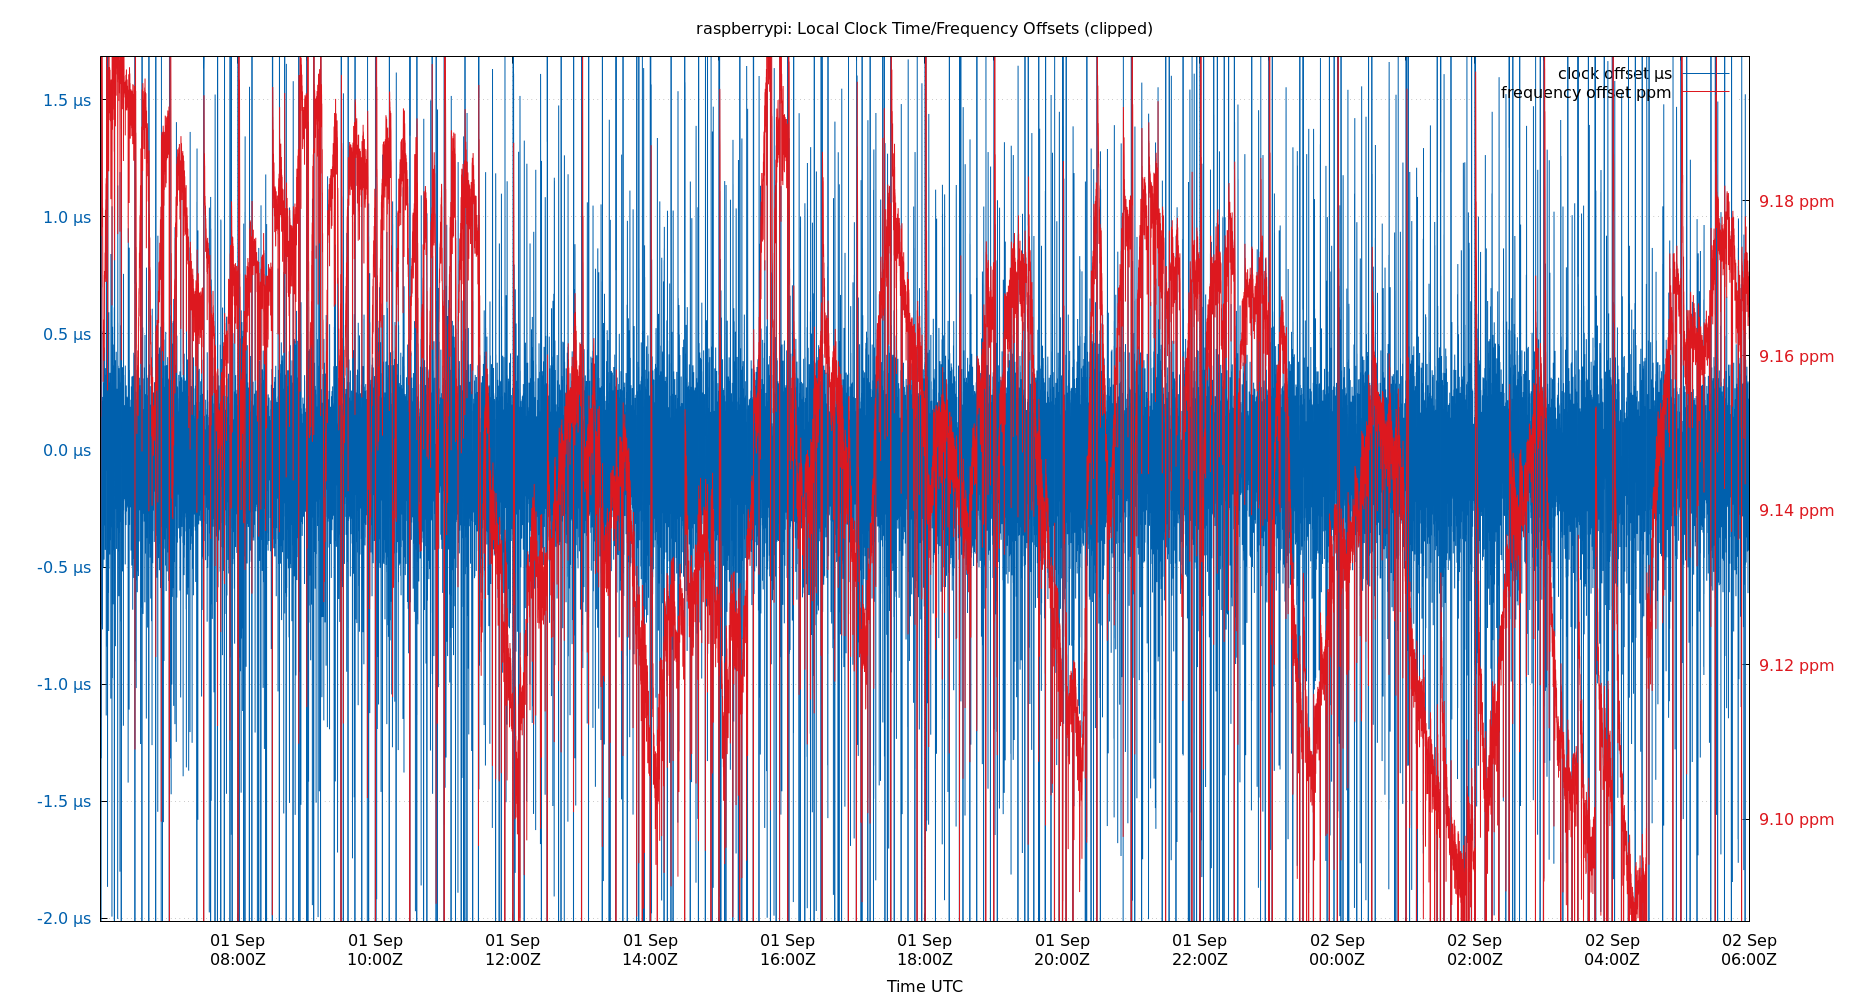 raspberrypi: Local Clock Time/Frequency Offsets (clipped)
clock offset µs
frequency offset ppm
1.5 µs
1.0 µs
0.5 µs
0.0 µs
-0.5 µs
-1.0 µs
-1.5 µs
-2.0 µs
9.18 ppm
9.16 ppm
9.14 ppm
9.12 ppm
9.10 ppm
01 Sep 01 Sep 01 Sep 01 Sep 01 Sep 01 Sep 01 Sep 01 Sep 02 Sep 02 Sep 02 Sep 02 Sep
08:00Z 10:00Z 12:00Z 14:00Z 16:00Z 18:00Z 20:00Z 22:00Z 00:00Z 02:00Z 04:00Z 06:00Z
Time UTC